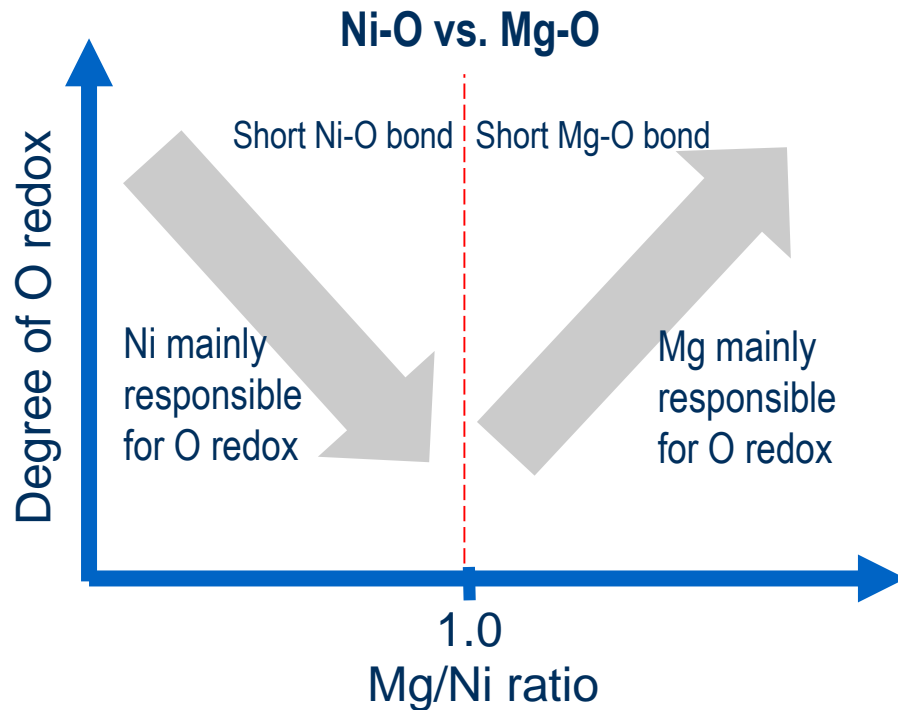 Ni-O vs. Mg-O
Short Ni-O bond
Short Mg-O bond
Degree of O redox
Ni mainly
responsible
for O redox
Mg mainly
responsible
for O redox
1.0
Mg/Ni ratio